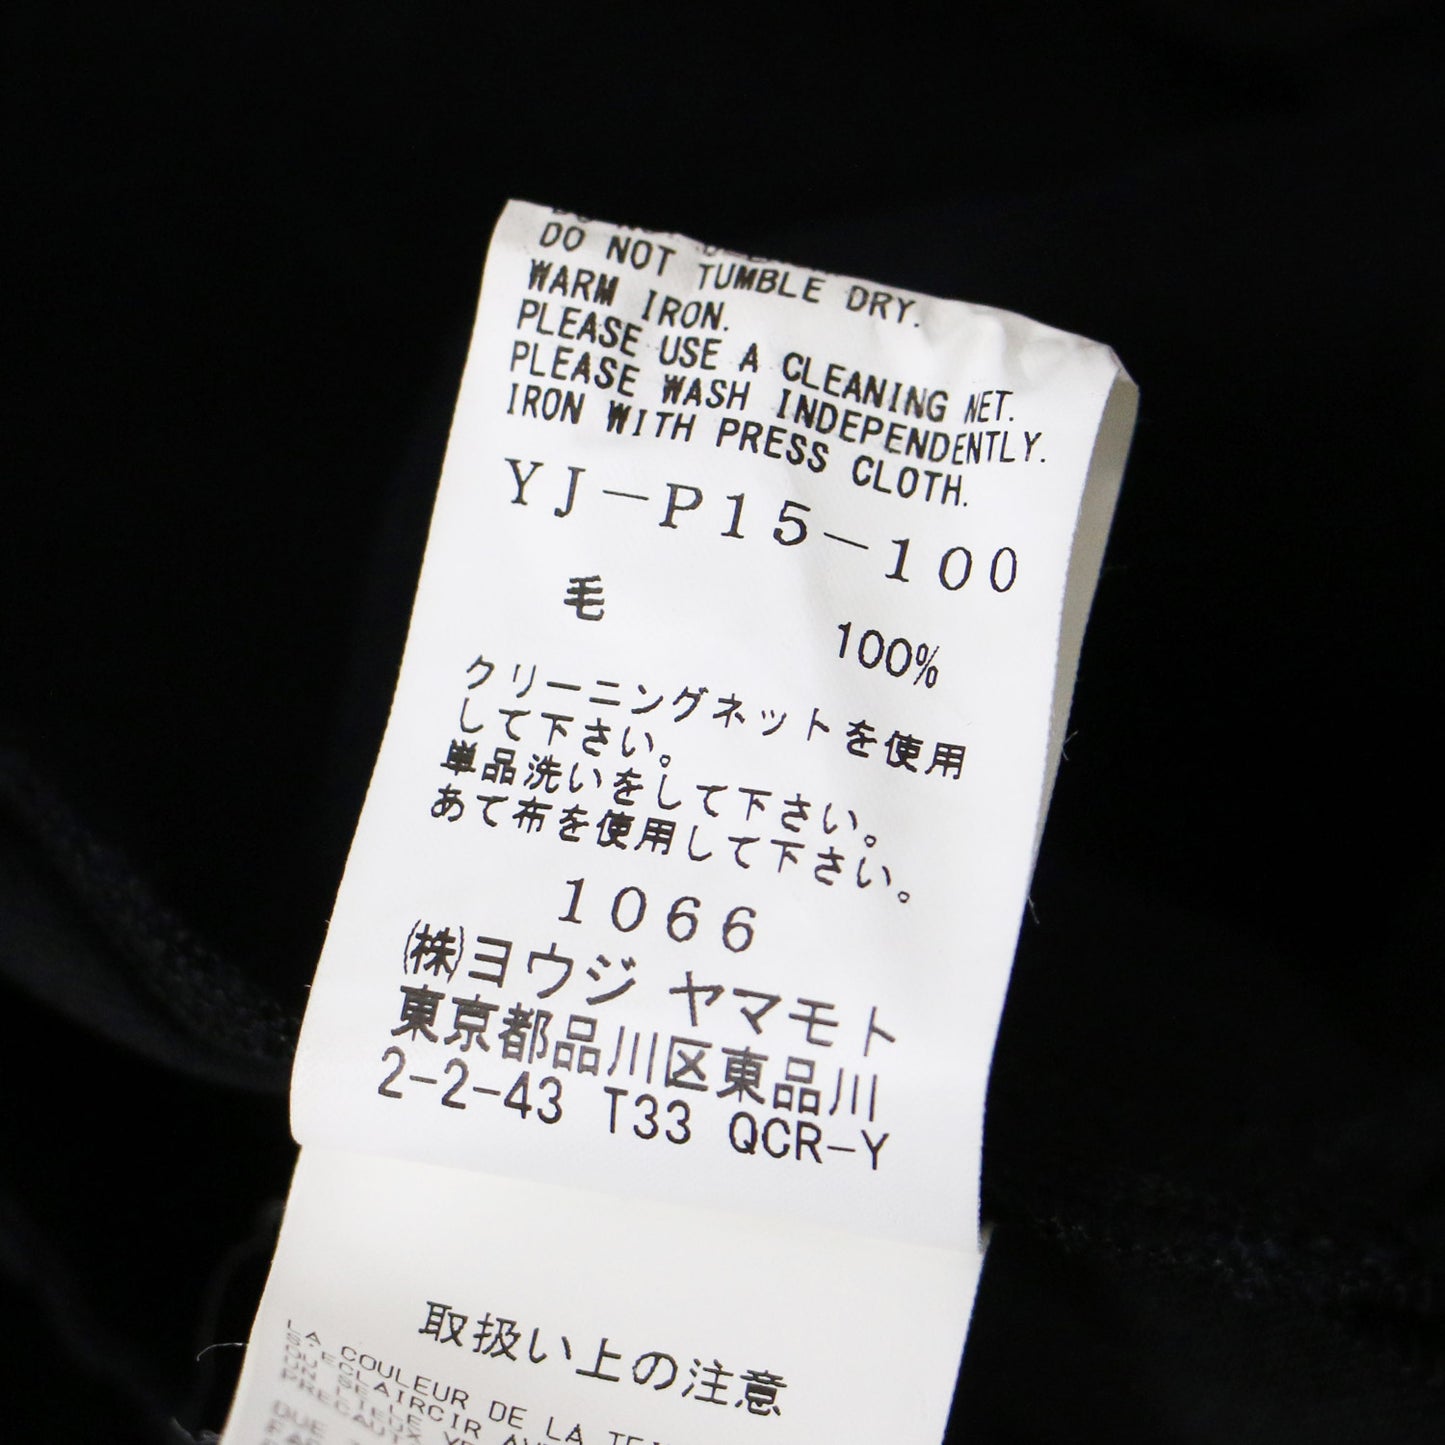 DO NOT TUMBLE DRY.
WARM IRON.
PLEASE USE A CLEANING NET.
PLEASE WASH INDEPENDENTLY.
IRON WITH PRESS CLOTH.
YJ-P15-100
毛 100%
クリーニングネットを使用
して下さい。
単品洗いをして下さい。
あて布を使用して下さい。
1066
(株)ヨウジ ヤマモト
東京都品川区東品川
2-2-43 T33 QCR-Y
取扱い上の注意
LA COULEUR DE LA
S'ECLAIRCIR
DUE